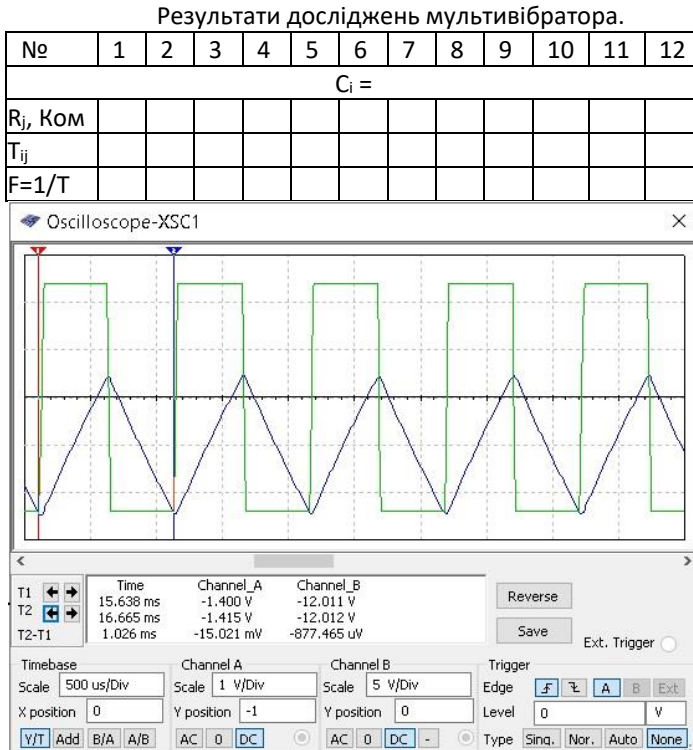 Результати досліджень мультивібратора.
№ 1 2 3 4 5 6 7 8 9 10 11 12
Ci =
Rj, Ком
Tij
F=1/T
Oscilloscope-XSC1 ×
1 2
Time Channel_A Channel_B
T1 15.638 ms -1.400 V -12.011 V
T2 16.665 ms -1.415 V -12.012 V
T2-T1 1.026 ms -15.021 mV -877.465 uV
Reverse
Save
Ext. Trigger
Timebase Channel A Channel B Trigger
Scale 500 us/Div Scale 1 V/Div Scale 5 V/Div Edge A B Ext
X position 0 Y position -1 Y position 0 Level 0 V
Y/T Add B/A A/B AC 0 DC AC 0 DC - Type Sing. Nor. Auto None